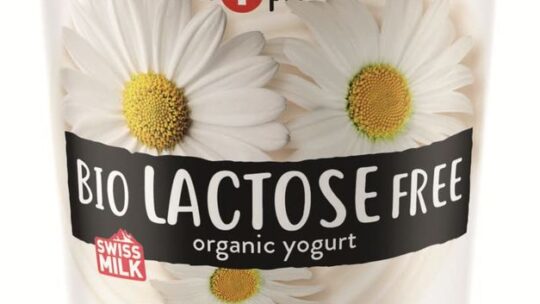 BIO LACTOSE FREE
organic yogurt
SWISS
MILK